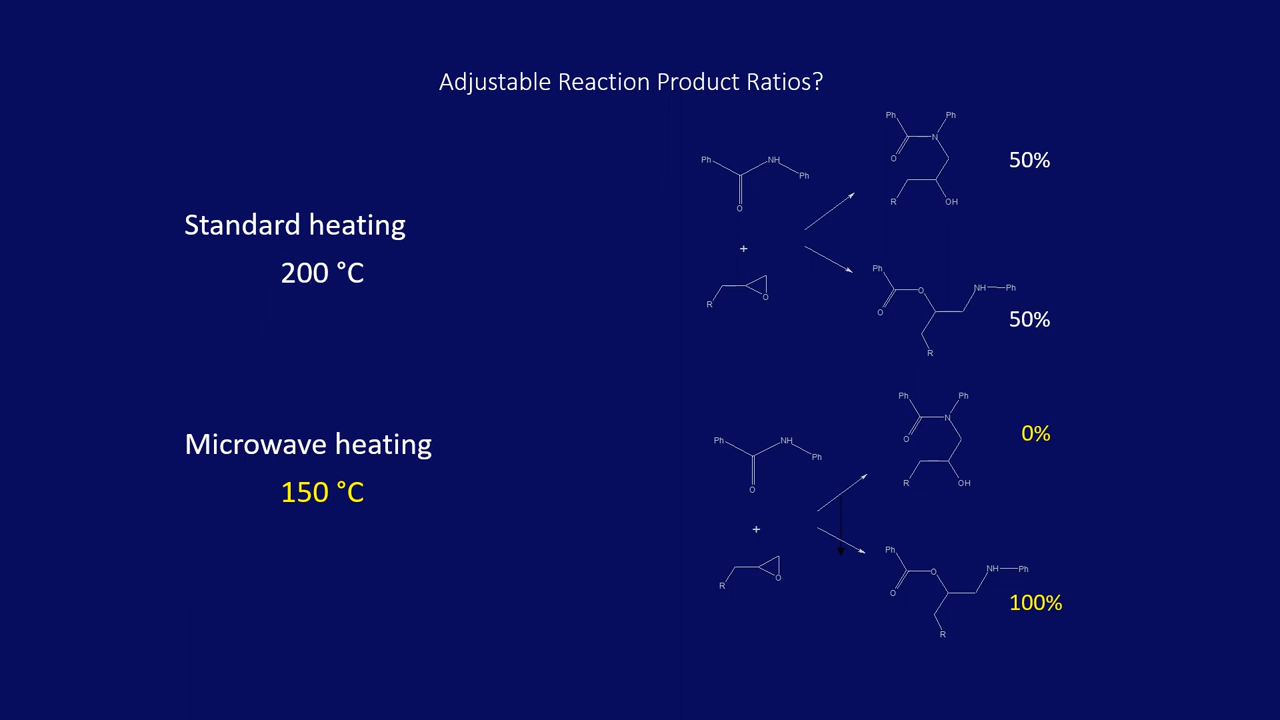 Adjustable Reaction Product Ratios?
Standard heating
200 °C
Ph
NH
Ph
O
+
R
O
Ph
Ph
N
O
R
OH
50%
Ph
O
NH
Ph
O
R
50%
Microwave heating
150 °C
Ph
NH
Ph
O
+
R
O
Ph
Ph
N
O
R
OH
0%
Ph
O
NH
Ph
O
R
100%